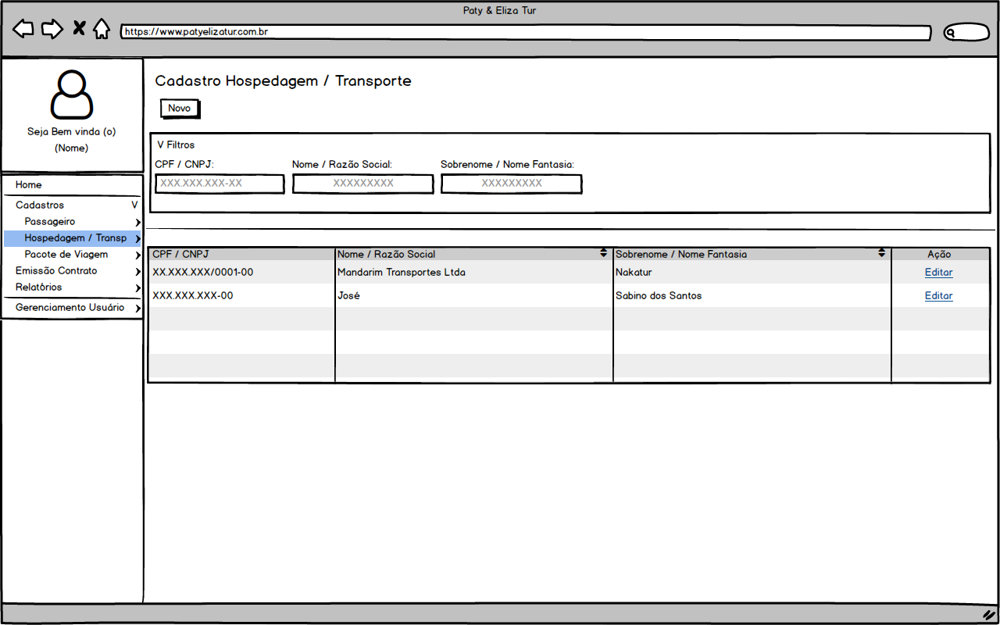 Paty & Eliza Tur
https://www.patyelizatur.com.br
Seja Bem vinda (o)
(Nome)
Home
Cadastros V
Passageiro
Hospedagem / Transp
Pacote de Viagem
Emissão Contrato
Relatórios
Gerenciamento Usuário
Cadastro Hospedagem / Transporte
Novo
V Filtros
CPF / CNPJ: Nome / Razão Social: Sobrenome / Nome Fantasia:
XXX.XXX.XXX-XX XXXXXXXXX XXXXXXXXX
CPF / CNPJ Nome / Razão Social Sobrenome / Nome Fantasia Ação
XX.XXX.XXX/0001-00 Mandarim Transportes Ltda Nakatur Editar
XXX.XXX.XXX-00 José Sabino dos Santos Editar